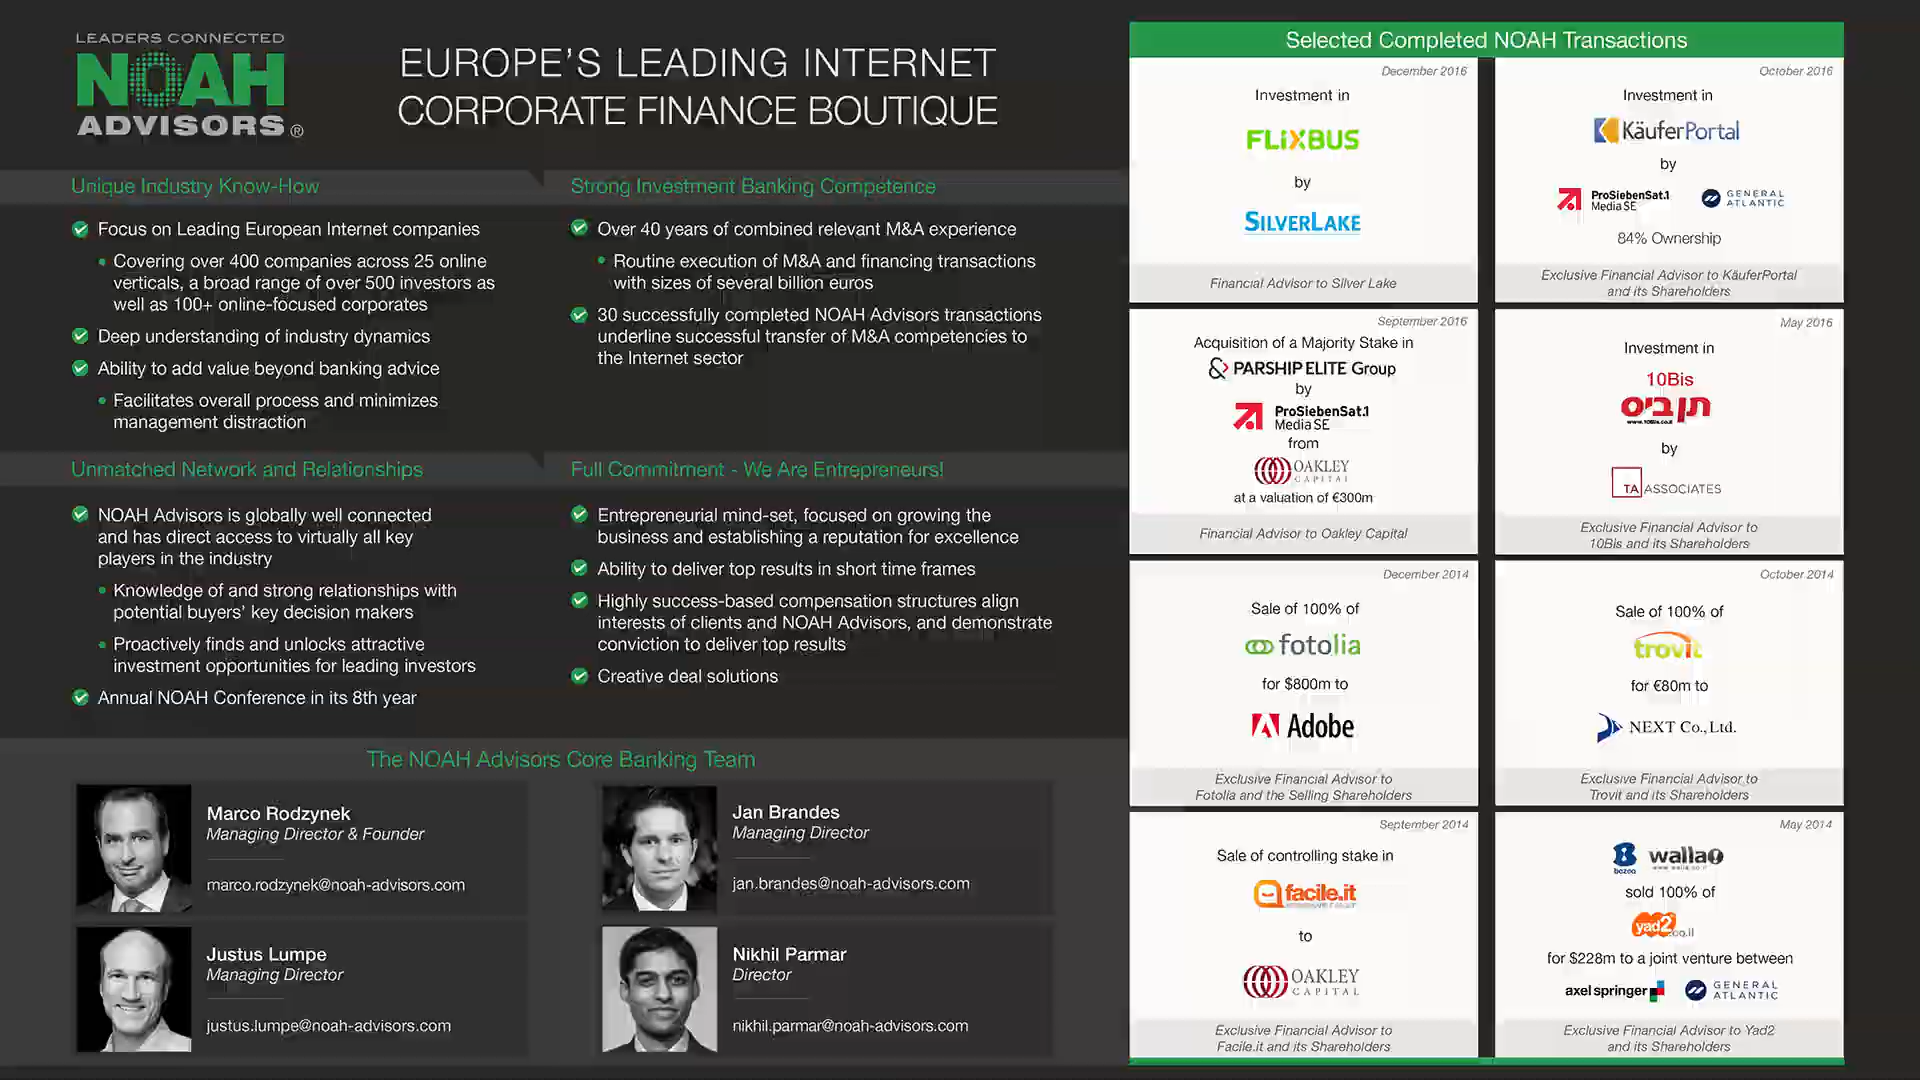 LEADERS CONNECTED
NOAH
ADVISORS®
EUROPE'S LEADING INTERNET
CORPORATE FINANCE BOUTIQUE
Unique Industry Know-How
Focus on Leading European Internet companies
Covering over 400 companies across 25 online
verticals, a broad range of over 500 investors as
well as 100+ online-focused corporates
Deep understanding of industry dynamics
Ability to add value beyond banking advice
Facilitates overall process and minimizes
management distraction
Strong Investment Banking Competence
Over 40 years of combined relevant M&A experience
Routine execution of M&A and financing transactions
with sizes of several billion euros
30 successfully completed NOAH Advisors transactions
underline successful transfer of M&A competencies to
the Internet sector
Unmatched Network and Relationships
NOAH Advisors is globally well connected
and has direct access to virtually all key
players in the industry
Knowledge of and strong relationships with
potential buyers' key decision makers
Proactively finds and unlocks attractive
investment opportunities for leading investors
Annual NOAH Conference in its 8th year
Full Commitment - We Are Entrepreneurs!
Entrepreneurial mind-set, focused on growing the
business and establishing a reputation for excellence
Ability to deliver top results in short time frames
Highly success-based compensation structures align
interests of clients and NOAH Advisors, and demonstrate
conviction to deliver top results
Creative deal solutions
The NOAH Advisors Core Banking Team
Marco Rodzynek
Managing Director & Founder
marco.rodzynek@noah-advisors.com
Jan Brandes
Managing Director
jan.brandes@noah-advisors.com
Justus Lumpe
Managing Director
justus.lumpe@noah-advisors.com
Nikhil Parmar
Director
nikhil.parmar@noah-advisors.com
Selected Completed NOAH Transactions
December 2016
Investment in
FLiXBUS
by
SILVERLAKE
Financial Advisor to Silver Lake
October 2016
Investment in
KäuferPortal
by
ProSiebenSat.1
Media SE
GENERAL
ATLANTIC
84% Ownership
Exclusive Financial Advisor to KäuferPortal
and its Shareholders
September 2016
Acquisition of a Majority Stake in
PARSHIP ELITE Group
by
ProSiebenSat.1
Media SE
from
OAKLEY
CAPITAL
at a valuation of €300m
Financial Advisor to Oakley Capital
May 2016
Investment in
10Bis
תן ביס
www.10Bis.co.il
by
TA ASSOCIATES
Exclusive Financial Advisor to
10Bis and its Shareholders
December 2014
Sale of 100% of
fotolia
for $800m to
Adobe
Exclusive Financial Advisor to
Fotolia and the Selling Shareholders
October 2014
Sale of 100% of
trovit
for €80m to
NEXT Co., Ltd.
Exclusive Financial Advisor to
Trovit and its Shareholders
September 2014
Sale of controlling stake in
facile.it
to
OAKLEY
CAPITAL
Exclusive Financial Advisor to
Facile.it and its Shareholders
May 2014
bezeq
walla
www.walla.co.il
sold 100% of
yad2.co.il
for $228m to a joint venture between
axel springer
GENERAL
ATLANTIC
Exclusive Financial Advisor to Yad2
and its Shareholders